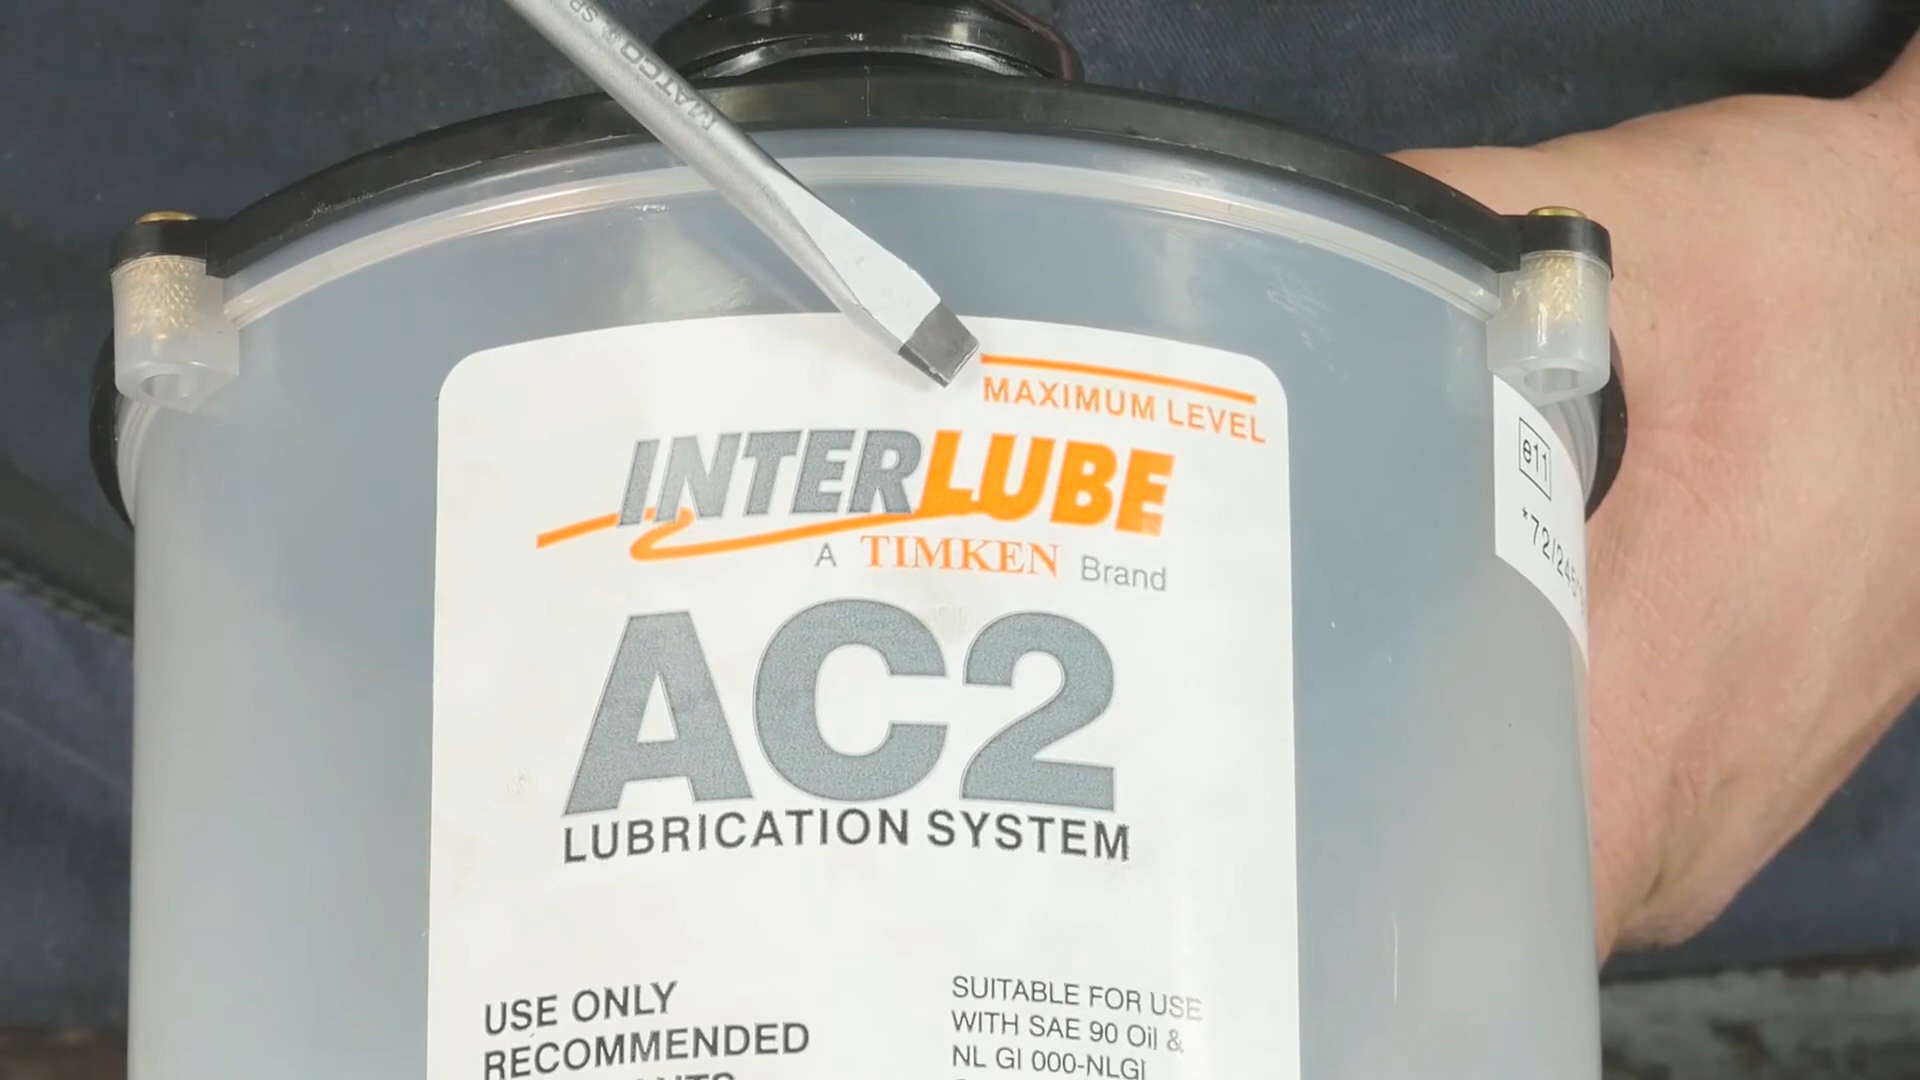 MATCO
MAXIMUM LEVEL
INTERLUBE
A TIMKEN Brand
AC2
LUBRICATION SYSTEM
USE ONLY
RECOMMENDED
SUITABLE FOR USE
WITH SAE 90 Oil &
NL GI 000-NLGI
e11